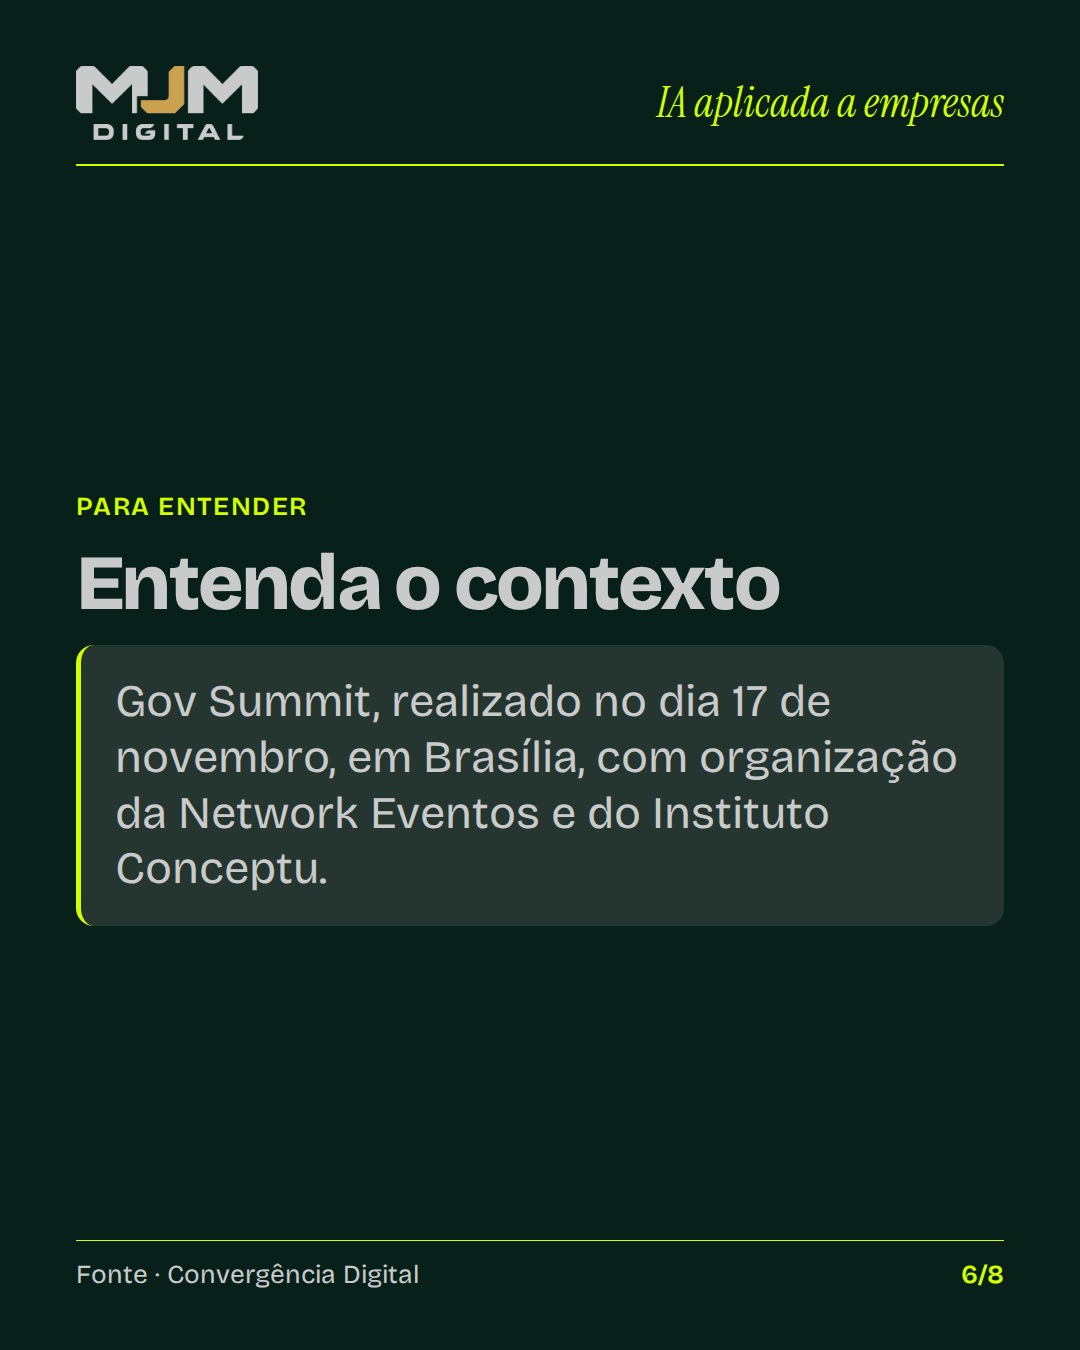 MJM
DIGITAL
IA aplicada a empresas
PARA ENTENDER
Entenda o contexto
Gov Summit, realizado no dia 17 de
novembro, em Brasília, com organização
da Network Eventos e do Instituto
Conceptu.
Fonte · Convergência Digital
6/8